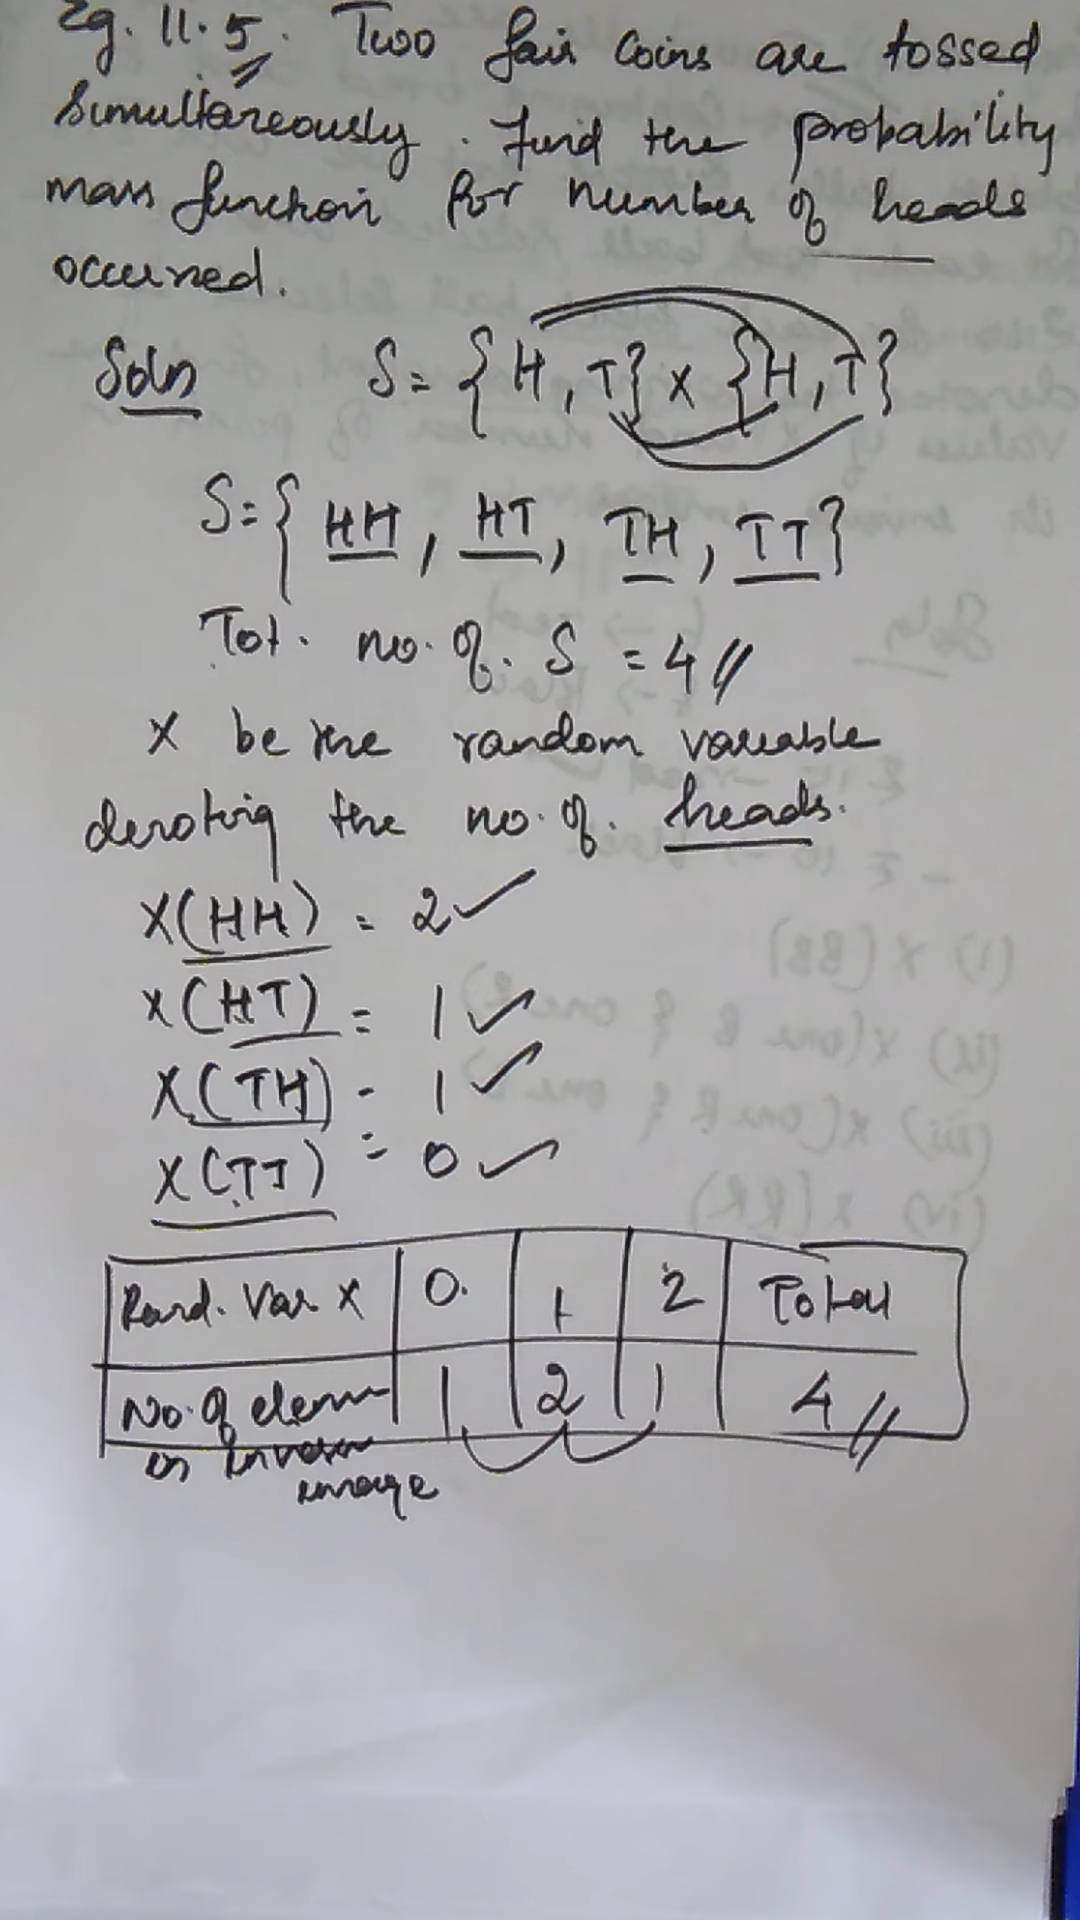 Eg. 11.5. Two fair coins are tossed
simultaneously. Find the probability
mass function for number of heads
occurred.
Soln S = {H, T} x {H, T}
S = { HH, HT, TH, TT }
Tot. no. of. S = 4 //
X be the random variable
denoting the no. of. heads.
X(HH) = 2 ✓
X(HT) = 1 ✓
X(TH) - 1 ✓
X(TT) = 0 ✓
Rand. Var X 0. 1 2 Total
No. of elem 1 2 1 4 //
in inverse
image